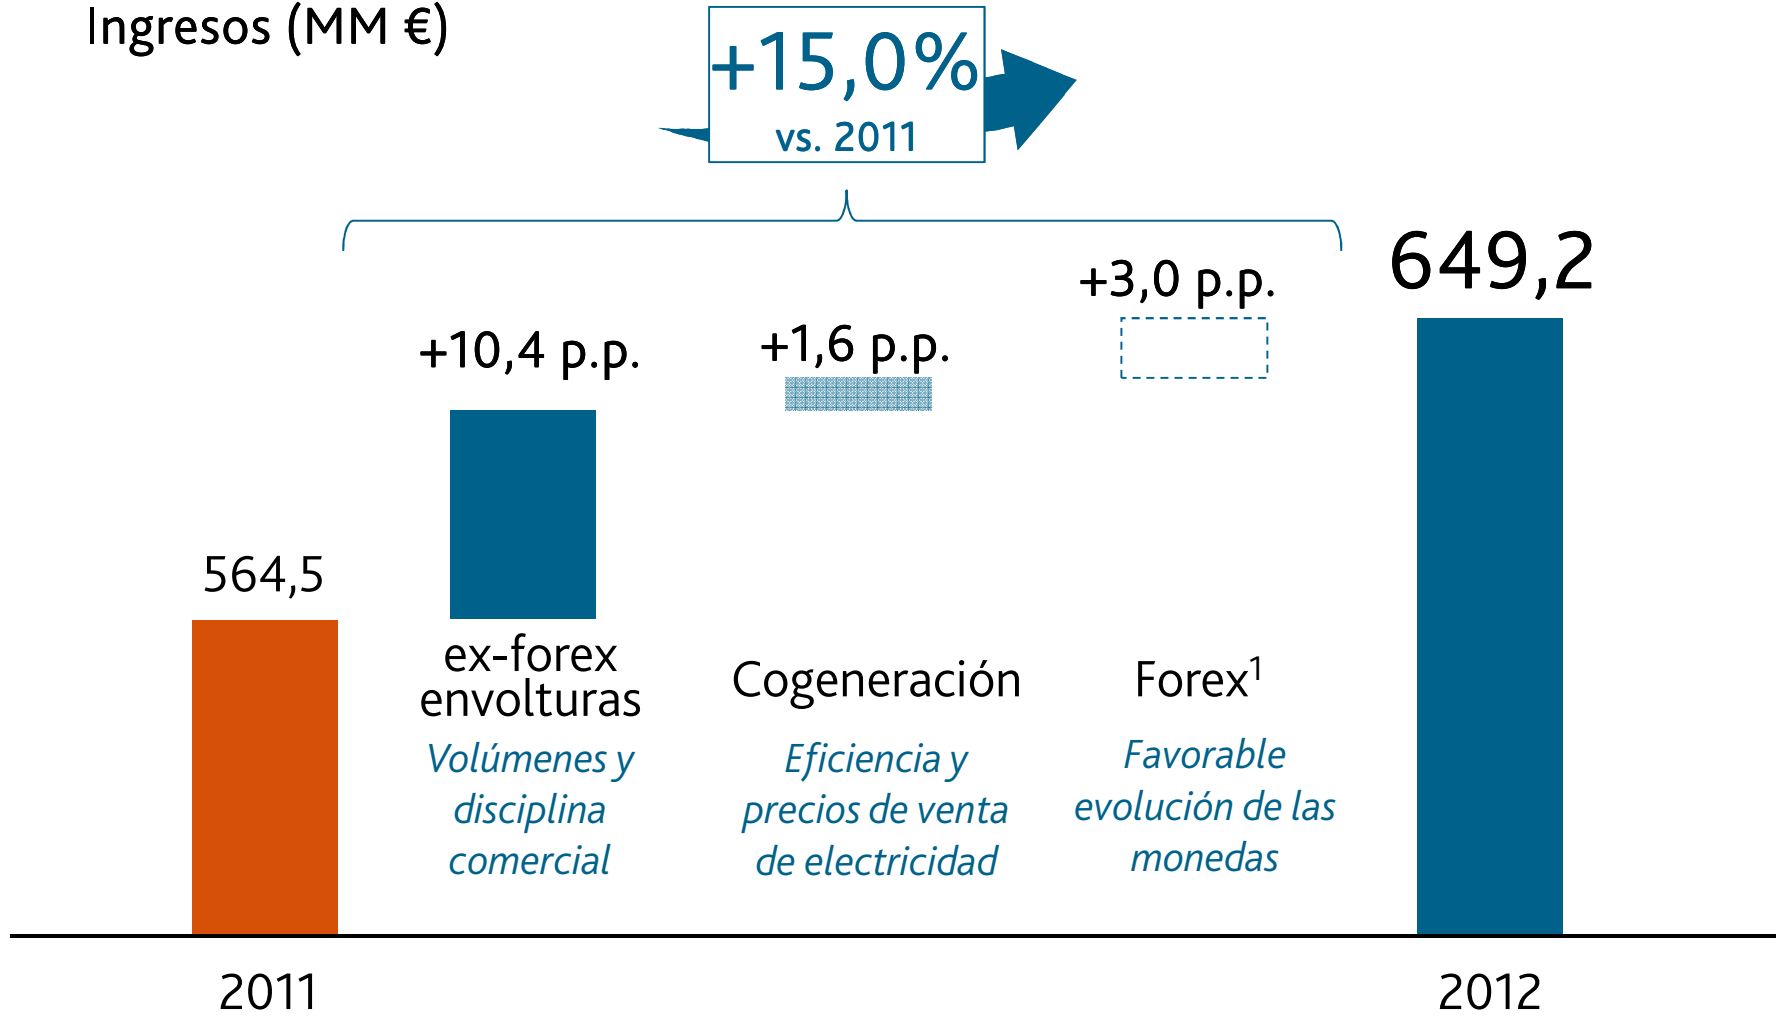 Ingresos (MM €)
+15,0%
vs. 2011
+10,4 p.p.
+1,6 p.p.
+3,0 p.p.
649,2
564,5
ex-forex
envolturas
Volúmenes y
disciplina
comercial
Cogeneración
Eficiencia y
precios de venta
de electricidad
Forex¹
Favorable
evolución de las
monedas
2011
2012